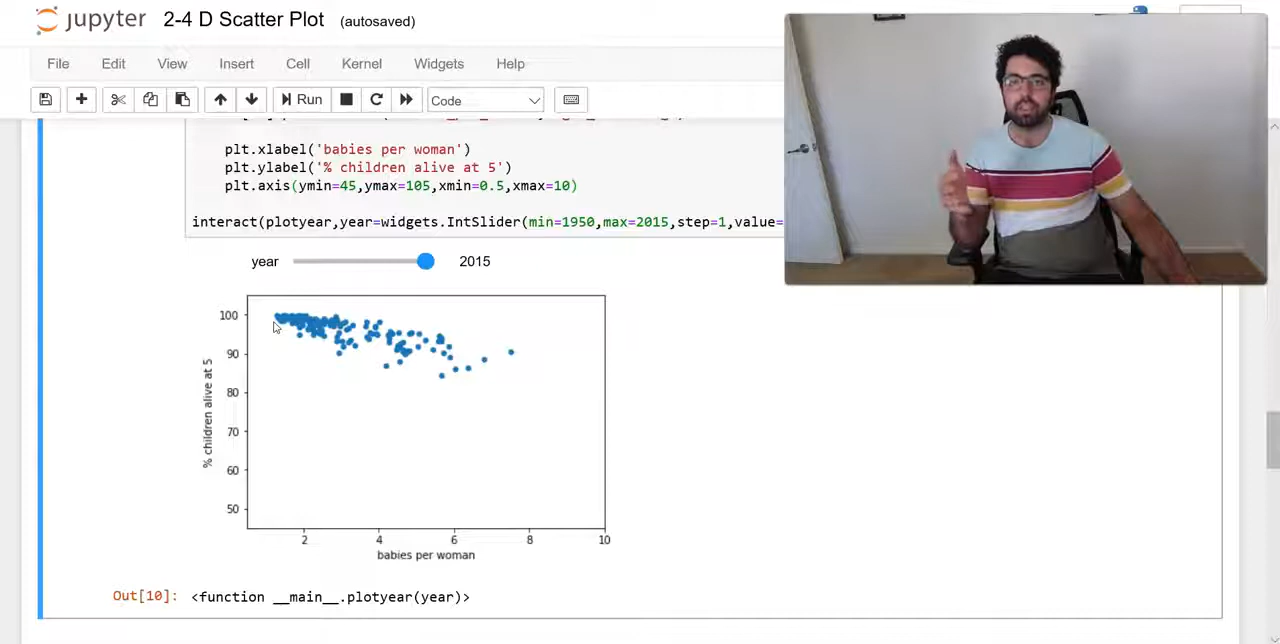 jupyter 2-4 D Scatter Plot (autosaved)
File Edit View Insert Cell Kernel Widgets Help
Run Code
plt.xlabel('babies per woman')
plt.ylabel('% children alive at 5')
plt.axis(ymin=45,ymax=105,xmin=0.5,xmax=10)
interact(plotyear,year=widgets.IntSlider(min=1950,max=2015,step=1,value=
year 2015
100
90
80
70
60
50
% children alive at 5
2 4 6 8 10
babies per woman
Out[10]: <function __main__.plotyear(year)>